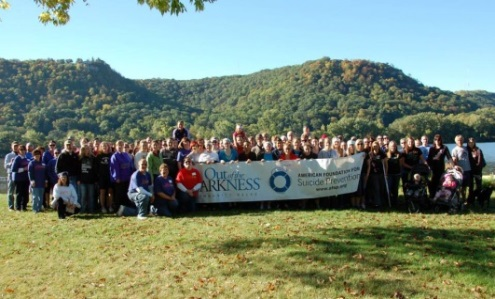 Out of the
DARKNESS
AMERICAN FOUNDATION FOR
Suicide Prevention